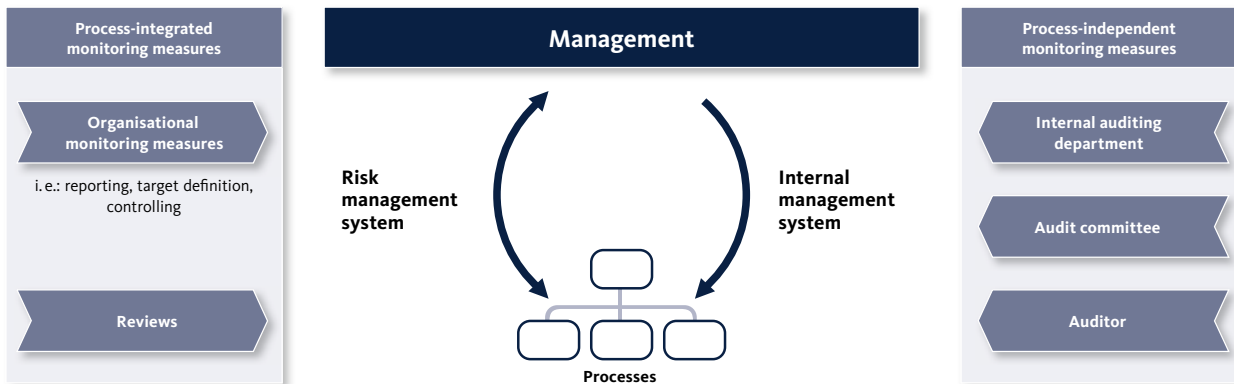 Process-integrated
monitoring measures
Organisational
monitoring measures
i. e.: reporting, target definition,
controlling
Reviews
Management
Risk
management
system
Internal
management
system
Processes
Process-independent
monitoring measures
Internal auditing
department
Audit committee
Auditor